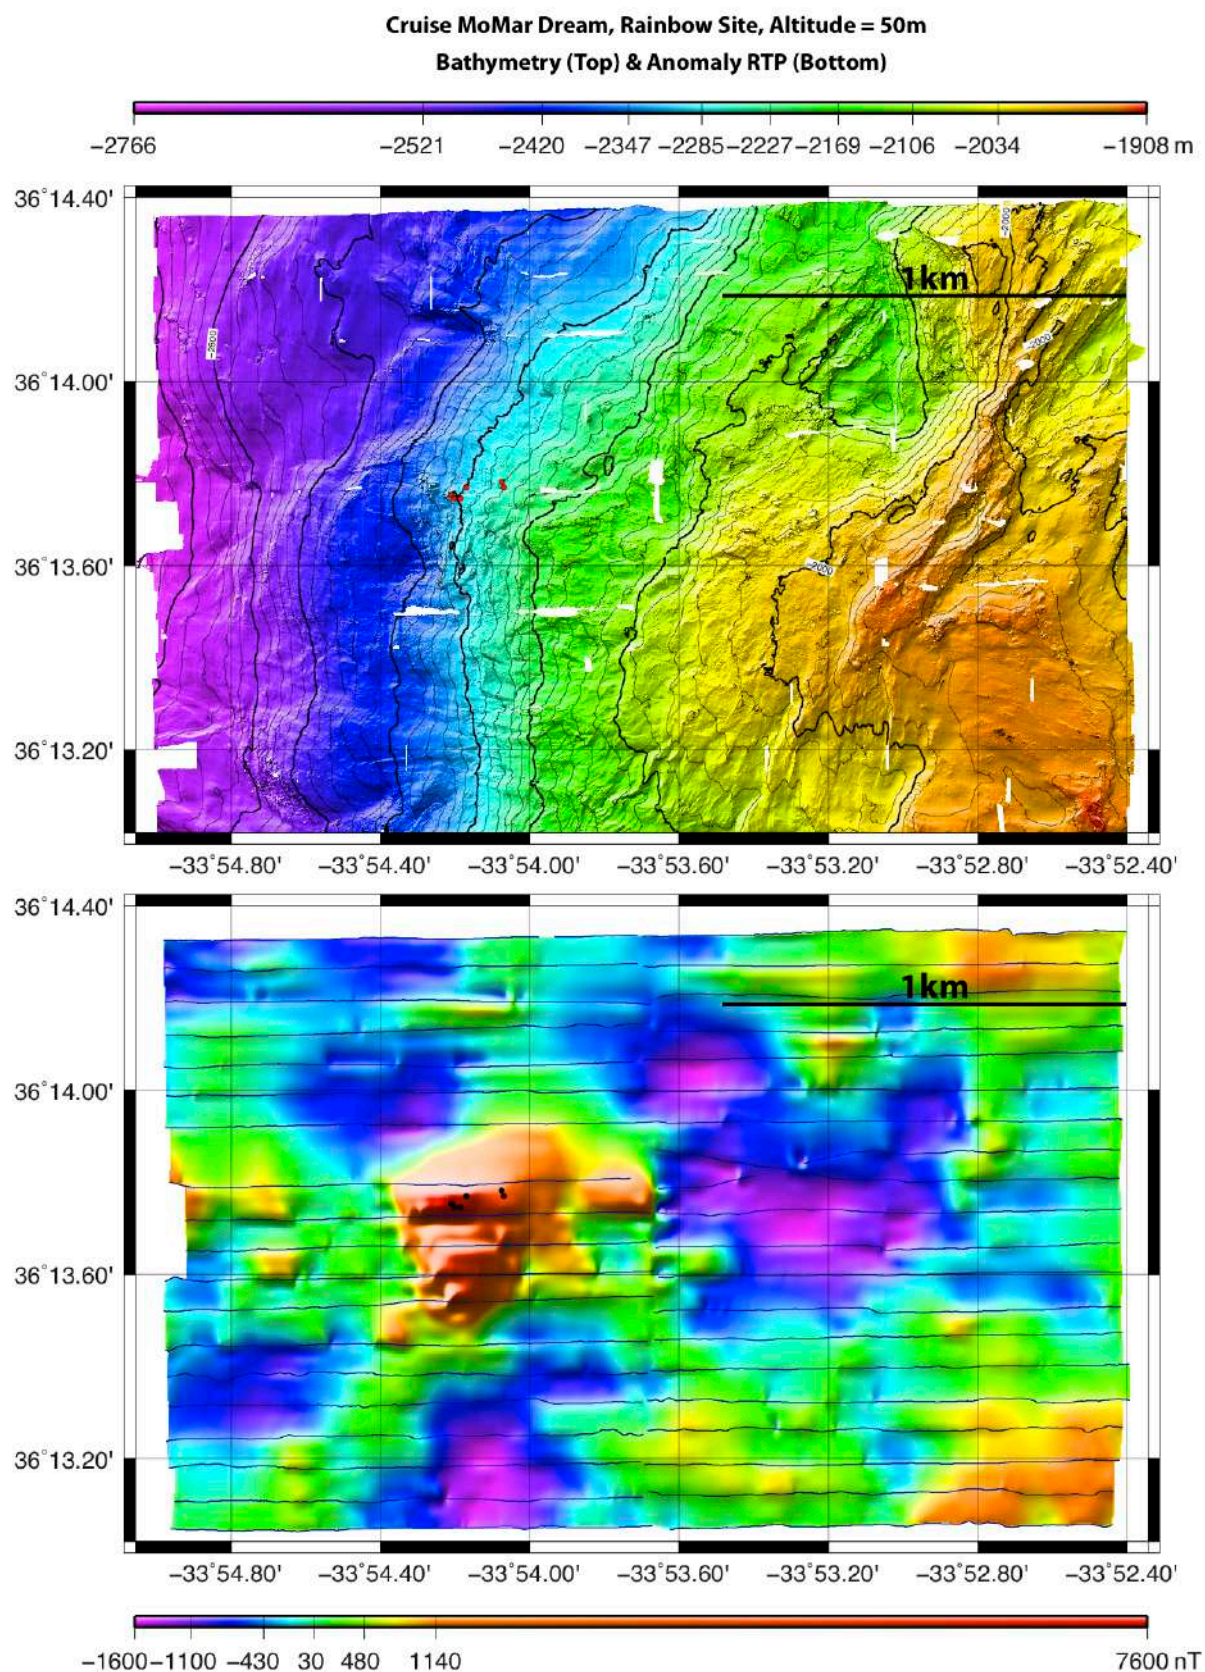 Cruise MoMar Dream, Rainbow Site, Altitude = 50m
Bathymetry (Top) & Anomaly RTP (Bottom)
−2766 −2521 −2420 −2347 −2285 −2227 −2169 −2106 −2034 −1908 m
36°14.40'
−2000
1km
−2600
−2000
36°14.00'
36°13.60'
−2000
36°13.20'
−33°54.80' −33°54.40' −33°54.00' −33°53.60' −33°53.20' −33°52.80' −33°52.40'
36°14.40'
1km
36°14.00'
36°13.60'
36°13.20'
−33°54.80' −33°54.40' −33°54.00' −33°53.60' −33°53.20' −33°52.80' −33°52.40'
−1600 −1100 −430 30 480 1140 7600 nT